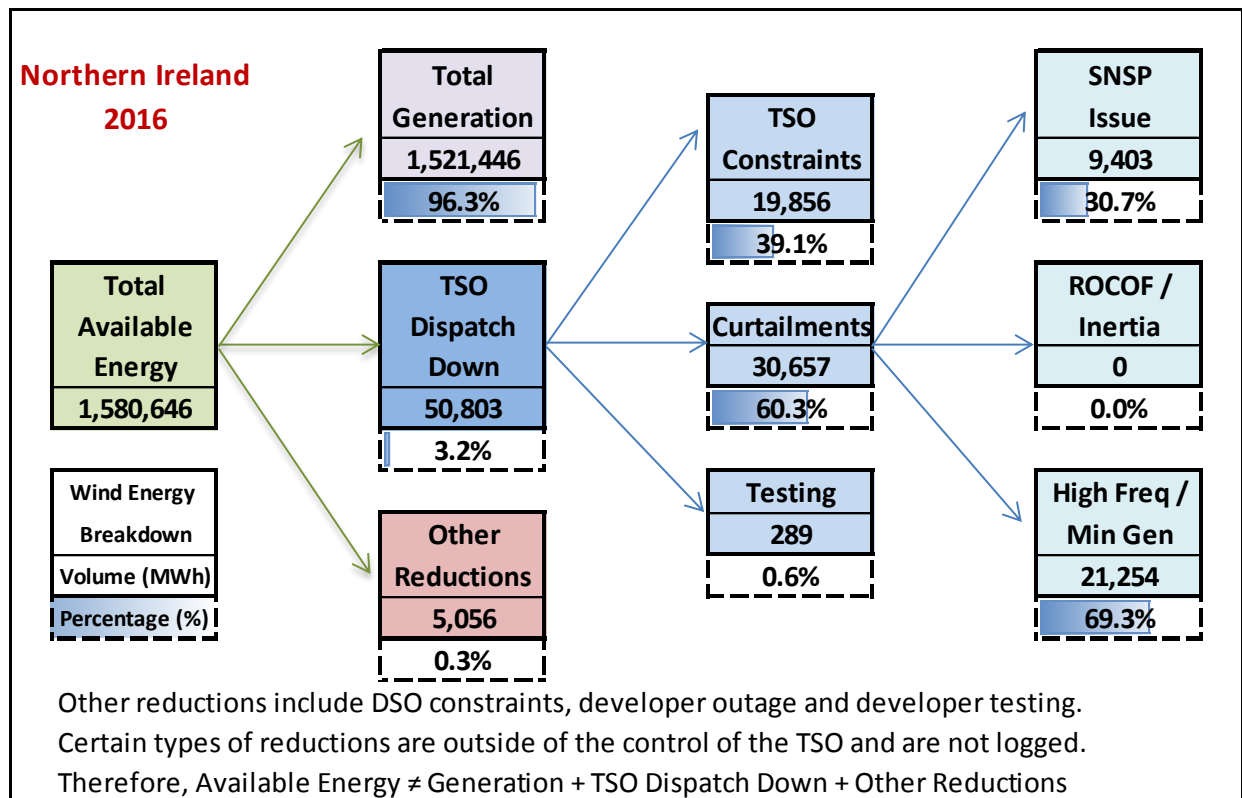 Northern Ireland
2016
Total
Available
Energy
1,580,646
Wind Energy
Breakdown
Volume (MWh)
Percentage (%)
Total
Generation
1,521,446
96.3%
TSO
Dispatch
Down
50,803
3.2%
Other
Reductions
5,056
0.3%
TSO
Constraints
19,856
39.1%
Curtailments
30,657
60.3%
Testing
289
0.6%
SNSP
Issue
9,403
30.7%
ROCOF /
Inertia
0
0.0%
High Freq /
Min Gen
21,254
69.3%
Other reductions include DSO constraints, developer outage and developer testing.
Certain types of reductions are outside of the control of the TSO and are not logged.
Therefore, Available Energy ≠ Generation + TSO Dispatch Down + Other Reductions